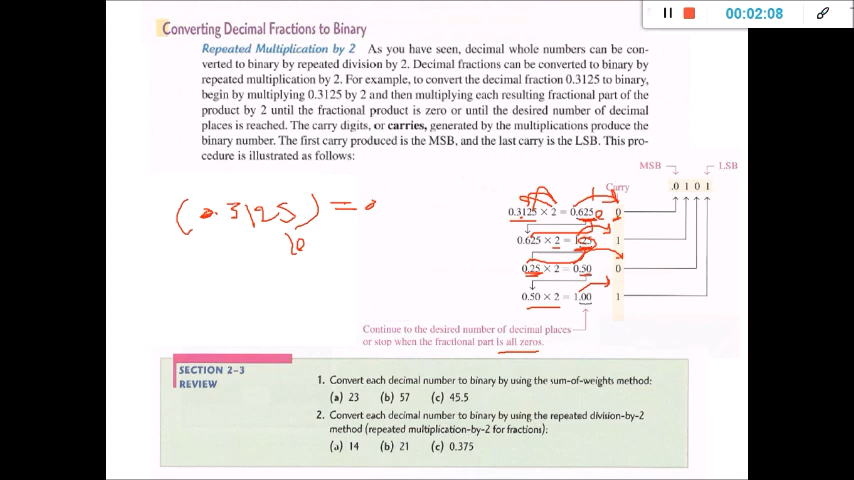 00:02:08
Converting Decimal Fractions to Binary
Repeated Multiplication by 2 As you have seen, decimal whole numbers can be con-
verted to binary by repeated division by 2. Decimal fractions can be converted to binary by
repeated multiplication by 2. For example, to convert the decimal fraction 0.3125 to binary,
begin by multiplying 0.3125 by 2 and then multiplying each resulting fractional part of the
product by 2 until the fractional product is zero or until the desired number of decimal
places is reached. The carry digits, or carries, generated by the multiplications produce the
binary number. The first carry produced is the MSB, and the last carry is the LSB. This pro-
cedure is illustrated as follows:
MSB LSB
Carry .0 1 0 1
(0.3125)10 = 0
0.3125 × 2 = 0.625 0
0.625 × 2 = 1.25 1
0.25 × 2 = 0.50 0
0.50 × 2 = 1.00 1
Continue to the desired number of decimal places
or stop when the fractional part is all zeros.
SECTION 2–3
REVIEW
1. Convert each decimal number to binary by using the sum-of-weights method:
(a) 23 (b) 57 (c) 45.5
2. Convert each decimal number to binary by using the repeated division-by-2
method (repeated multiplication-by-2 for fractions):
(a) 14 (b) 21 (c) 0.375